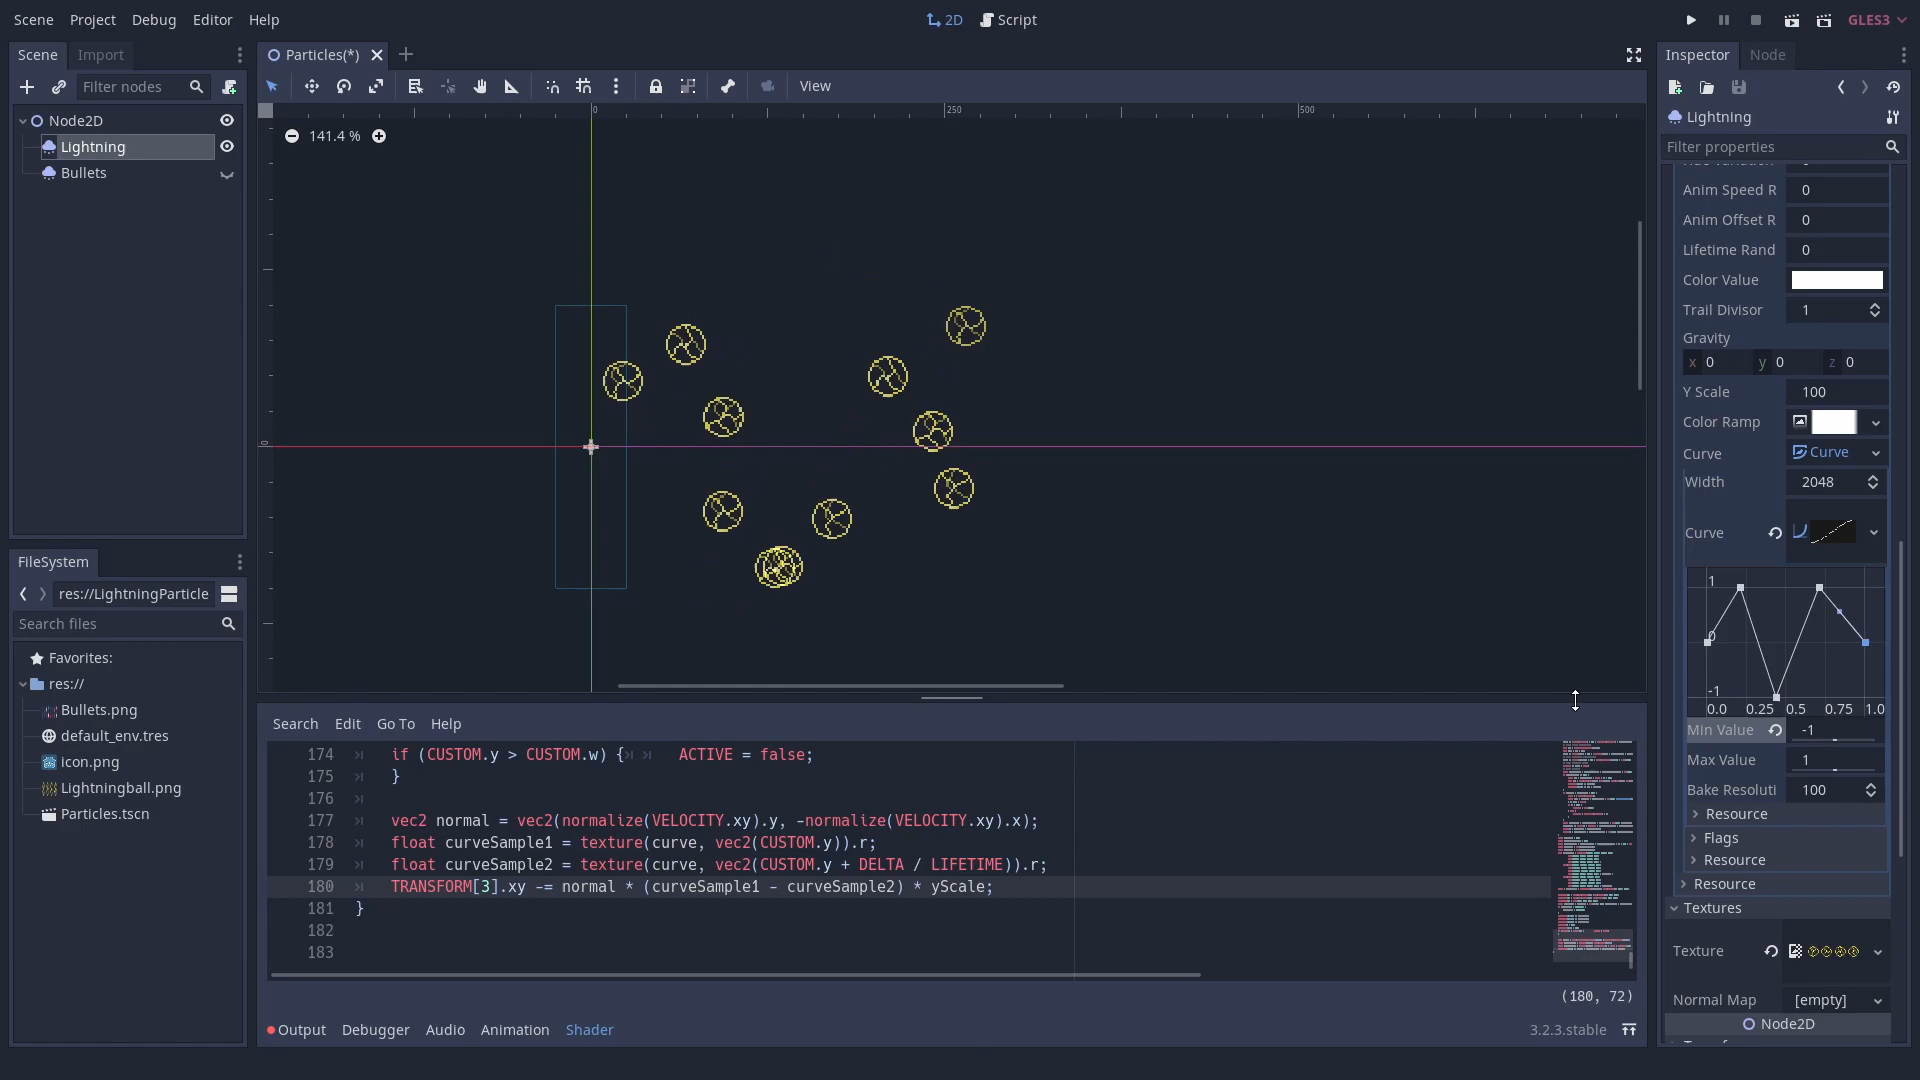 Scene Project Debug Editor Help
2D Script
GLES3
Scene Import
Particles(*)
Inspector Node
Filter nodes
View
Node2D
Lightning
Bullets
0 250 500
141.4 %
0
Lightning
Filter properties
Anim Speed R 0
Anim Offset R 0
Lifetime Rand 0
Color Value
Trail Divisor 1
Gravity
x 0 y 0 z 0
Y Scale 100
Color Ramp
Curve Curve
Width 2048
Curve
1
0
-1
0.0 0.25 0.5 0.75 1.0
Min Value -1
Max Value 1
Bake Resoluti 100
Resource
Flags
Resource
Resource
Textures
Texture
Normal Map [empty]
Node2D
FileSystem
res://LightningParticle
Search files
Favorites:
res://
Bullets.png
default_env.tres
icon.png
Lightningball.png
Particles.tscn
Search Edit Go To Help
174 if (CUSTOM.y > CUSTOM.w) { ACTIVE = false;
175 }
176
177 vec2 normal = vec2(normalize(VELOCITY.xy).y, -normalize(VELOCITY.xy).x);
178 float curveSample1 = texture(curve, vec2(CUSTOM.y)).r;
179 float curveSample2 = texture(curve, vec2(CUSTOM.y + DELTA / LIFETIME)).r;
180 TRANSFORM[3].xy -= normal * (curveSample1 - curveSample2) * yScale;
181 }
182
183
(180, 72)
Output Debugger Audio Animation Shader
3.2.3.stable